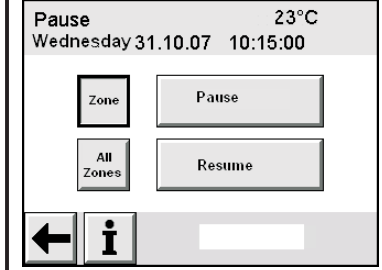 Pause 23°C
Wednesday 31.10.07 10:15:00
Zone Pause
All
Zones Resume
i